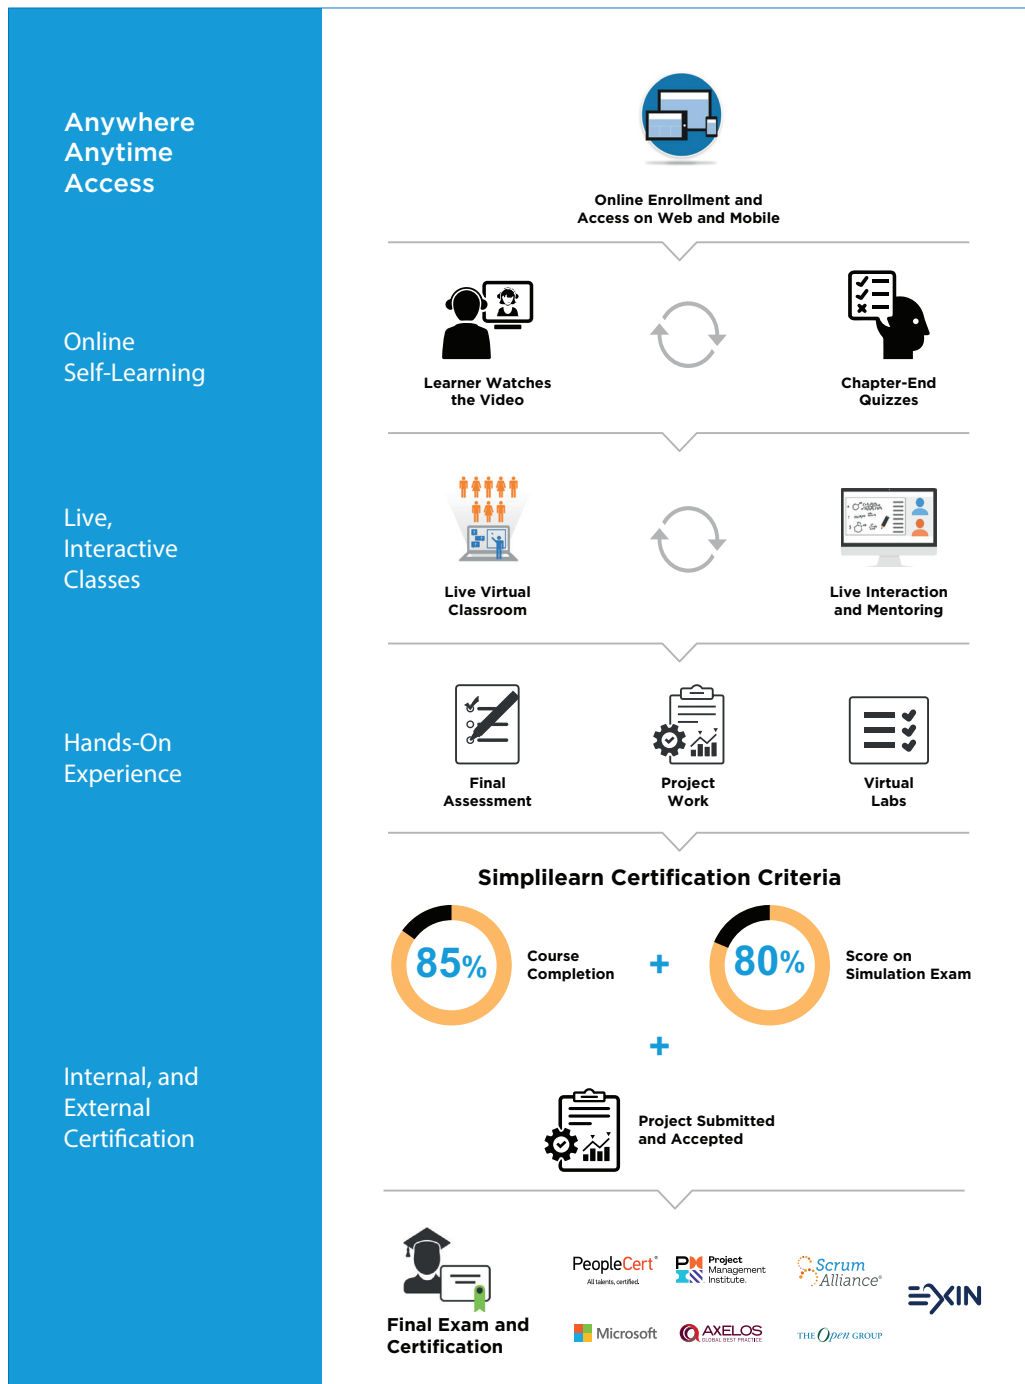 Anywhere
Anytime
Access
Online Enrollment and
Access on Web and Mobile
Online
Self-Learning
Learner Watches
the Video
Chapter-End
Quizzes
Live,
Interactive
Classes
Live Virtual
Classroom
Live Interaction
and Mentoring
Hands-On
Experience
Final
Assessment
Project
Work
Virtual
Labs
Internal, and
External
Certification
Simplilearn Certification Criteria
85%
Course
Completion
+
80%
Score on
Simulation Exam
+
Project Submitted
and Accepted
Final Exam and
Certification
PeopleCert®
All talents, certified.
PMI
Project
Management
Institute.
Scrum
Alliance®
EXIN
Microsoft
AXELOS
GLOBAL BEST PRACTICE
THE Open GROUP